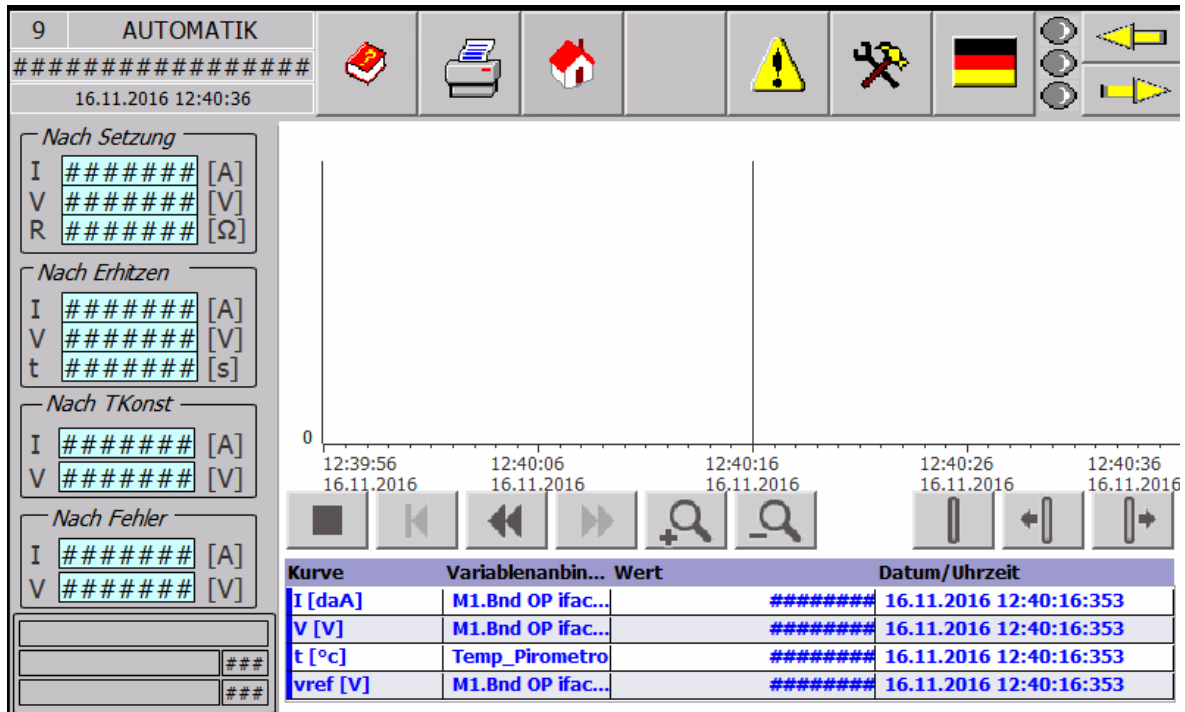 9 AUTOMATIK
#################
16.11.2016 12:40:36
Nach Setzung
I ####### [A]
V ####### [V]
R ####### [Ω]
Nach Erhitzen
I ####### [A]
V ####### [V]
t ####### [s]
Nach TKonst
I ####### [A]
V ####### [V]
Nach Fehler
I ####### [A]
V ####### [V]
###
###
0
12:39:56 12:40:06 12:40:16 12:40:26 12:40:36
16.11.2016 16.11.2016 16.11.2016 16.11.2016 16.11.2016
Kurve Variablenanbin... Wert Datum/Uhrzeit
I [daA] M1.Bnd OP ifac... ######## 16.11.2016 12:40:16:353
V [V] M1.Bnd OP ifac... ######## 16.11.2016 12:40:16:353
t [°c] Temp_Pirometro ######## 16.11.2016 12:40:16:353
vref [V] M1.Bnd OP ifac... ######## 16.11.2016 12:40:16:353